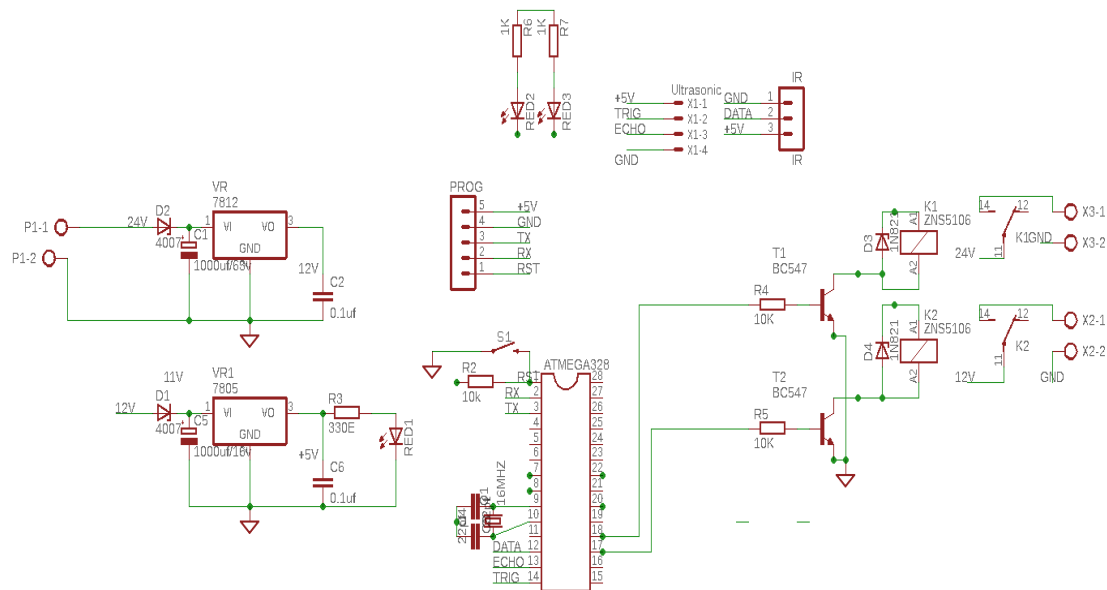 1K
R6
1K
R7
RED2
RED3
Ultrasonic
+5V
X1-1
TRIG
X1-2
ECHO
X1-3
GND
X1-4
IR
GND
1
DATA
2
+5V
3
IR
VR
7812
P1-1
24V
D2
4007
1
VI
VO
3
GND
C1
1000uf/63V
P1-2
12V
C2
0.1uf
PROG
5
+5V
4
GND
3
TX
2
RX
1
RST
T1
BC547
R4
10K
D3
1N821
A1
A2
K1
ZNS5106
14
12
11
K1
24V
X3-1
X3-2
GND
D4
1N821
A1
A2
K2
ZNS5106
14
12
11
K2
12V
X2-1
X2-2
GND
T2
BC547
R5
10K
11V
VR1
7805
12V
D1
4007
1
VI
VO
3
GND
C5
1000uf/16V
R3
330E
RED1
+5V
C6
0.1uf
S1
R2
10k
ATMEGA328
RST
RX
TX
1
2
3
4
5
6
7
8
9
10
11
12
13
14
28
27
26
25
24
23
22
21
20
19
18
17
16
15
16MHZ
DATA
ECHO
TRIG